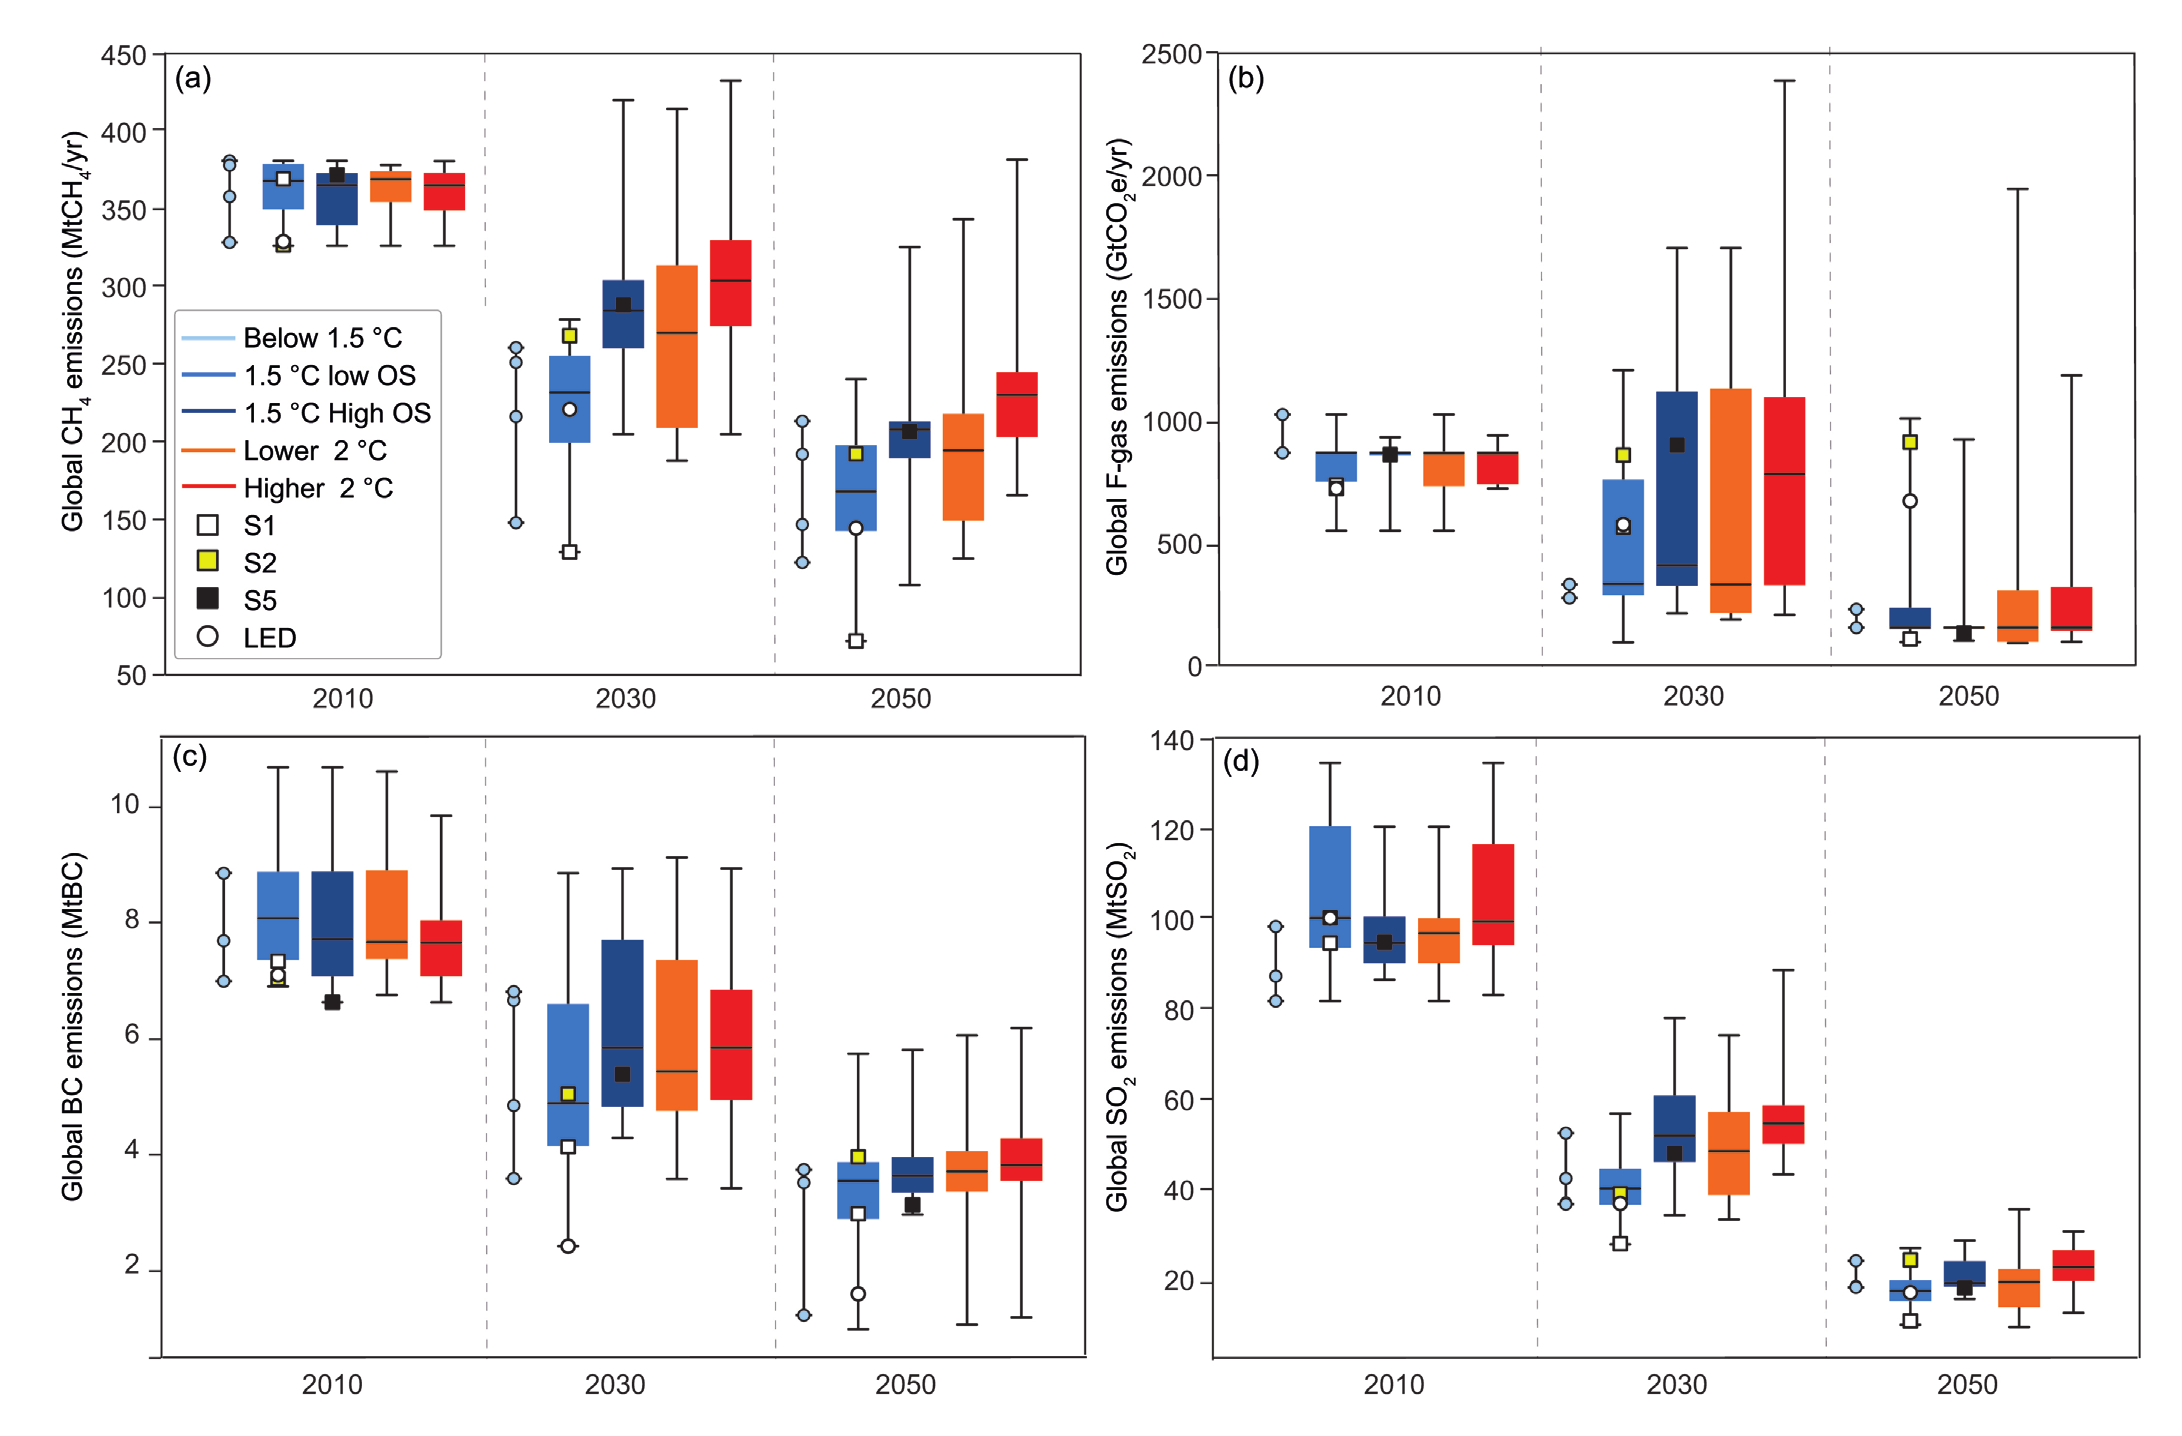 (a)
Global CH4 emissions (MtCH4/yr)
450
400
350
300
250
200
150
100
50
Below 1.5 °C
1.5 °C low OS
1.5 °C High OS
Lower 2 °C
Higher 2 °C
S1
S2
S5
LED
2010 2030 2050
(b)
Global F-gas emissions (GtCO2e/yr)
2500
2000
1500
1000
500
0
2010 2030 2050
(c)
Global BC emissions (MtBC)
10
8
6
4
2
2010 2030 2050
(d)
Global SO2 emissions (MtSO2)
140
120
100
80
60
40
20
2010 2030 2050